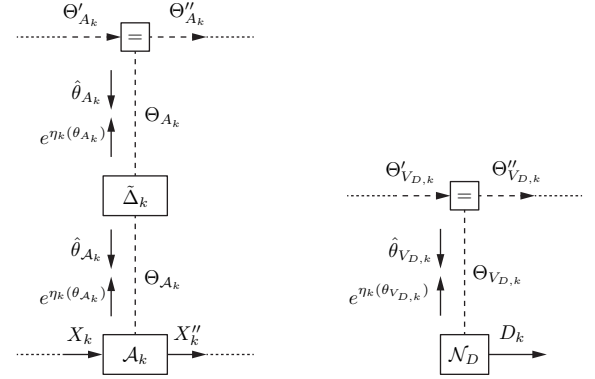 Θ′_{A_k} Θ″_{A_k}
=
θ̂_{A_k}
Θ_{A_k}
e^{η_k(θ_{A_k})}
Δ̃_k
θ̂_{𝒜_k}
Θ_{𝒜_k}
e^{η_k(θ_{𝒜_k})}
X_k X″_k
𝒜_k
Θ′_{V_{D,k}} Θ″_{V_{D,k}}
=
θ̂_{V_{D,k}}
Θ_{V_{D,k}}
e^{η_k(θ_{V_{D,k}})}
D_k
𝒩_D